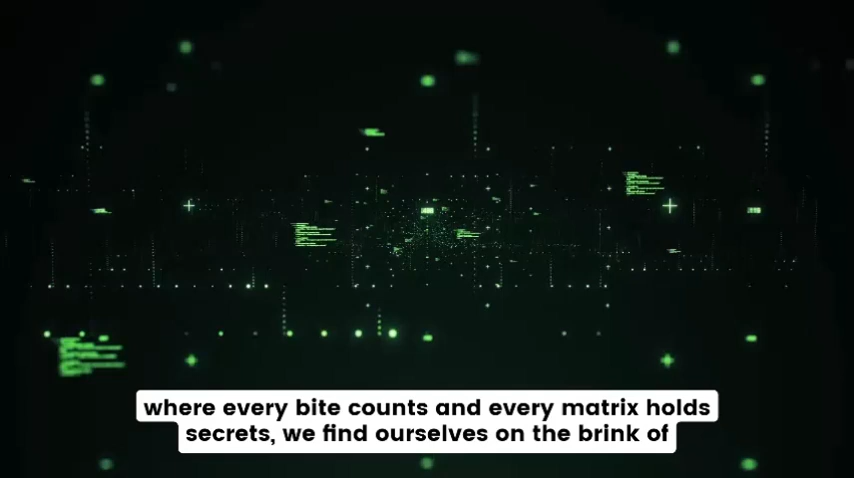 where every bite counts and every matrix holds
secrets, we find ourselves on the brink of